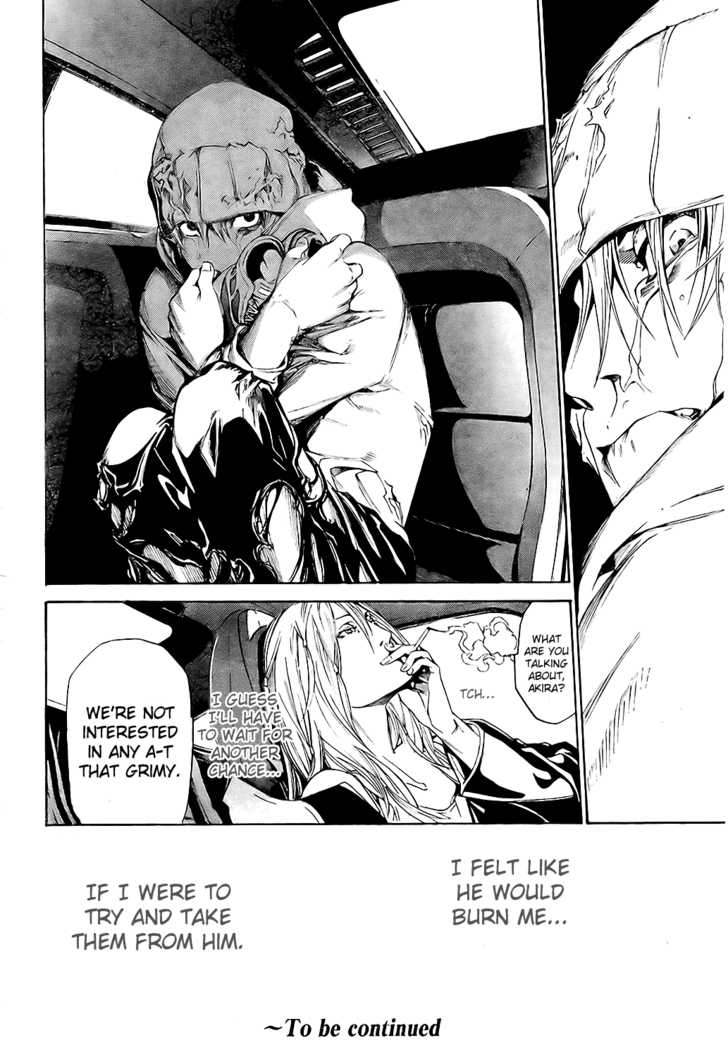 WHAT
ARE YOU
TALKING
ABOUT,
AKIRA?
TCH...
I GUESS
I'LL HAVE
TO WAIT FOR
ANOTHER
CHANCE...
WE'RE NOT
INTERESTED
IN ANY A-T
THAT GRIMY.
I FELT LIKE
HE WOULD
BURN ME...
IF I WERE TO
TRY AND TAKE
THEM FROM HIM.
~To be continued